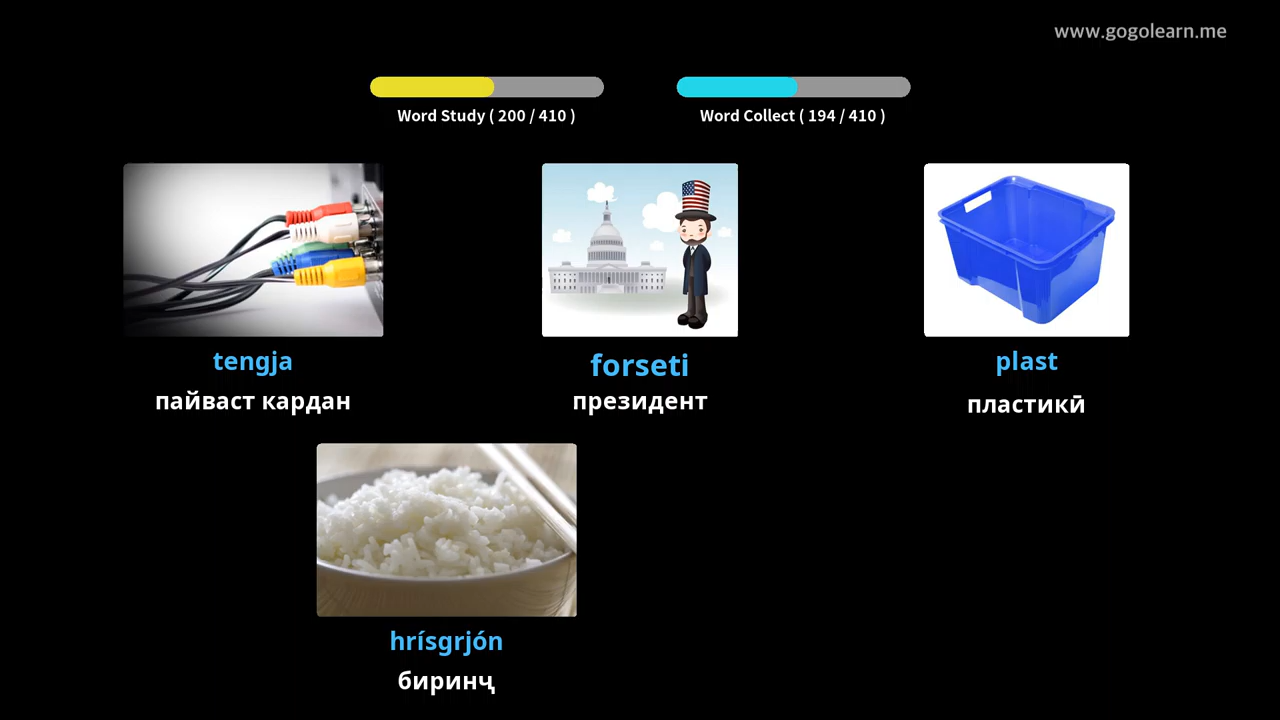 www.gogolearn.me
Word Study ( 200 / 410 )
Word Collect ( 194 / 410 )
tengja
forseti
plast
пайваст кардан
президент
пластикӣ
hrísgrjón
биринҷ